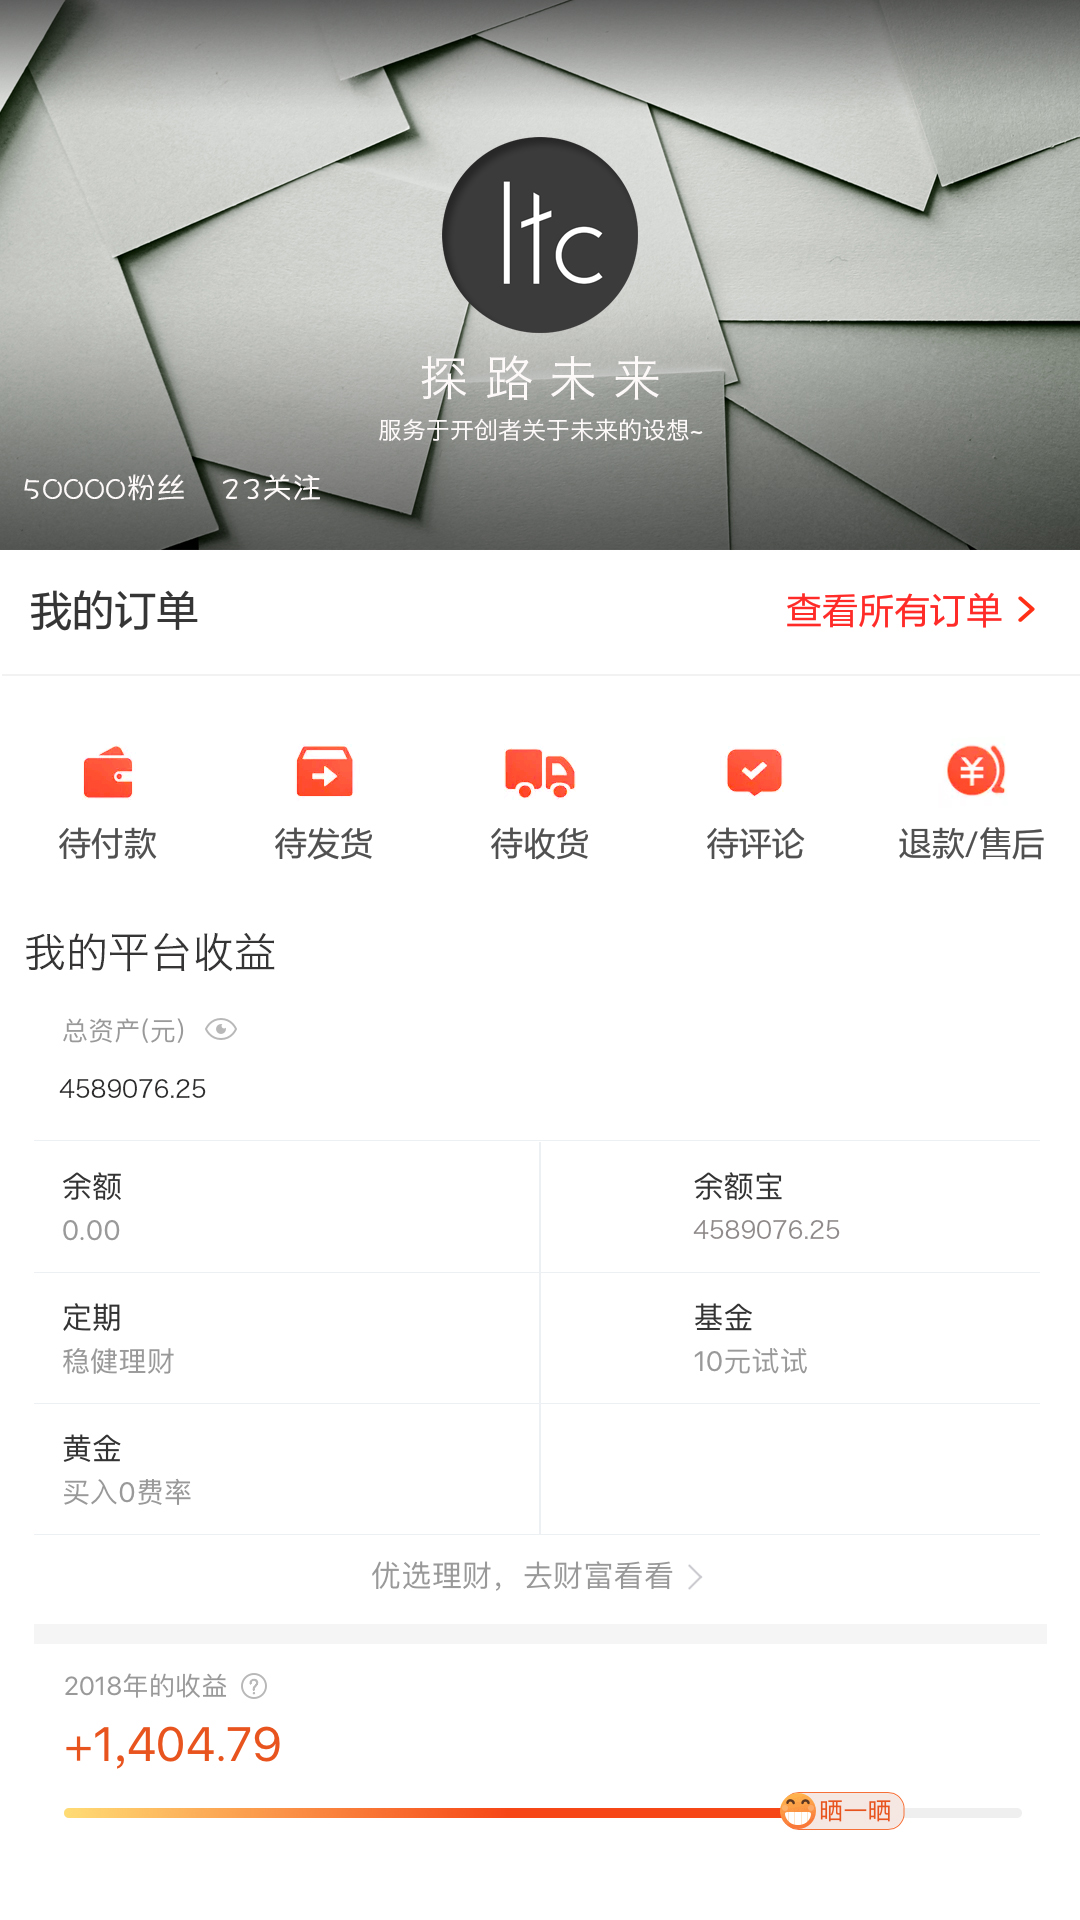 ltc
探路未来
服务于开创者关于未来的设想~
50000粉丝 23关注
我的订单 查看所有订单
待付款 待发货 待收货 待评论 退款/售后
我的平台收益
总资产(元)
4589076.25
余额 余额宝
0.00 4589076.25
定期 基金
稳健理财 10元试试
黄金
买入0费率
优选理财，去财富看看
2018年的收益 ?
+1,404.79
晒一晒